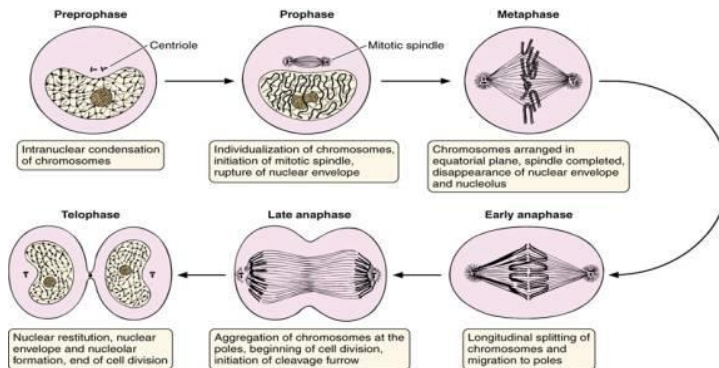 Preprophase
Prophase
Metaphase
Centriole
Mitotic spindle
Intranuclear condensation
of chromosomes
Individualization of chromosomes,
initiation of mitotic spindle,
rupture of nuclear envelope
Chromosomes arranged in
equatorial plane, spindle completed,
disappearance of nuclear envelope
and nucleolus
Telophase
Late anaphase
Early anaphase
Nuclear restitution, nuclear
envelope and nucleolar
formation, end of cell division
Aggregation of chromosomes at the
poles, beginning of cell division,
initiation of cleavage furrow
Longitudinal splitting of
chromosomes and
migration to poles